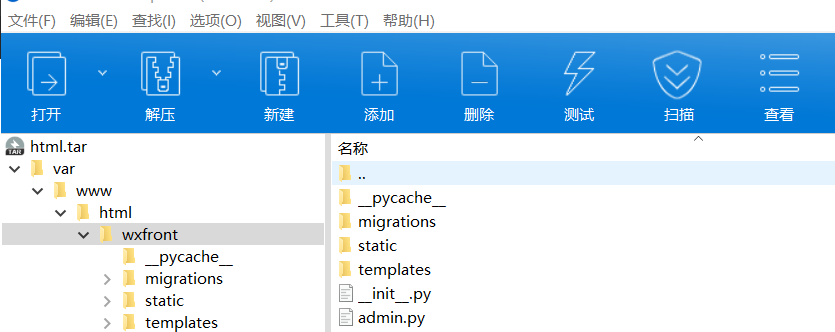 文件(F) 编辑(E) 查找(I) 选项(O) 视图(V) 工具(T) 帮助(H)
打开 解压 新建 添加 删除 测试 扫描 查看
html.tar
var
www
html
wxfront
__pycache__
migrations
static
templates
名称
..
__pycache__
migrations
static
templates
__init__.py
admin.py